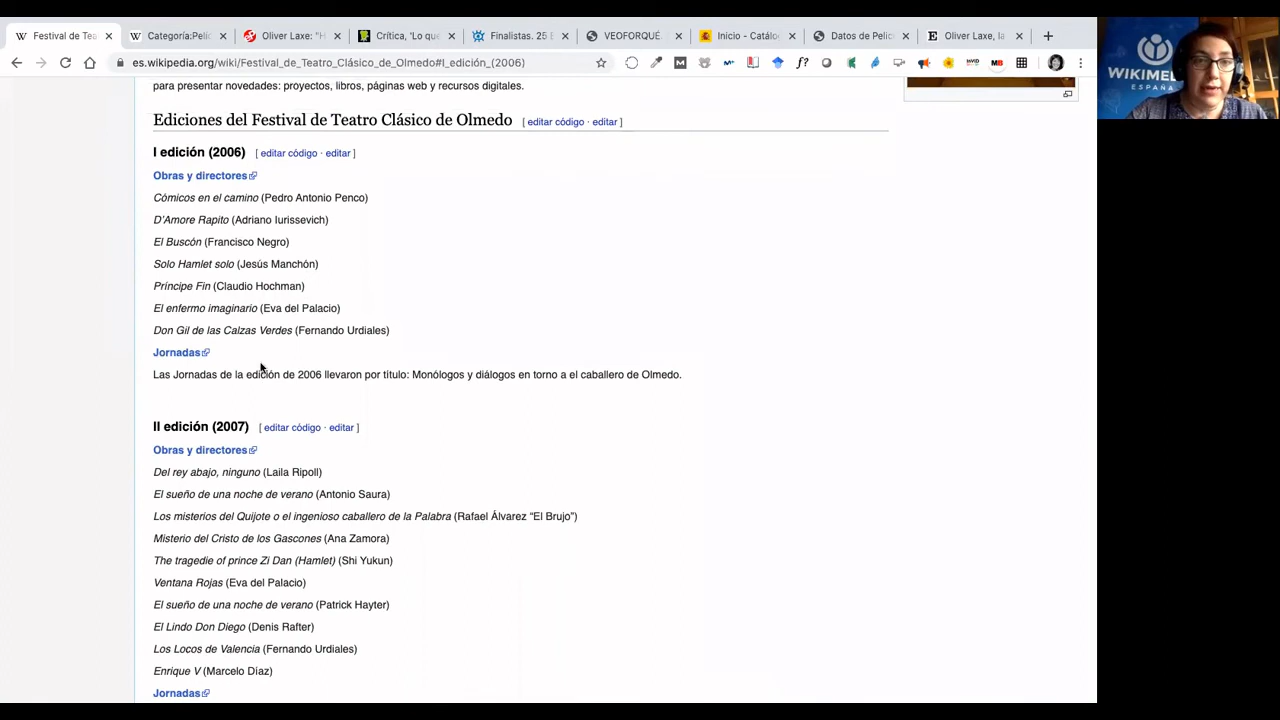 Festival de Tea
Categoría:Pelíc
Oliver Laxe: "H
Crítica, 'Lo que
Finalistas. 25 E
VEOFORQUÉ.
Inicio - Catálo
Datos de Pelíc
Oliver Laxe, la
es.wikipedia.org/wiki/Festival_de_Teatro_Clásico_de_Olmedo#I_edición_(2006)
WIKIMED
ESPAÑA
para presentar novedades: proyectos, libros, páginas web y recursos digitales.
Ediciones del Festival de Teatro Clásico de Olmedo [ editar código · editar ]
I edición (2006) [ editar código · editar ]
Obras y directores
Cómicos en el camino (Pedro Antonio Penco)
D'Amore Rapito (Adriano Iurissevich)
El Buscón (Francisco Negro)
Solo Hamlet solo (Jesús Manchón)
Príncipe Fin (Claudio Hochman)
El enfermo imaginario (Eva del Palacio)
Don Gil de las Calzas Verdes (Fernando Urdiales)
Jornadas
Las Jornadas de la edición de 2006 llevaron por título: Monólogos y diálogos en torno a el caballero de Olmedo.
II edición (2007) [ editar código · editar ]
Obras y directores
Del rey abajo, ninguno (Laila Ripoll)
El sueño de una noche de verano (Antonio Saura)
Los misterios del Quijote o el ingenioso caballero de la Palabra (Rafael Álvarez “El Brujo”)
Misterio del Cristo de los Gascones (Ana Zamora)
The tragedie of prince Zi Dan (Hamlet) (Shi Yukun)
Ventana Rojas (Eva del Palacio)
El sueño de una noche de verano (Patrick Hayter)
El Lindo Don Diego (Denis Rafter)
Los Locos de Valencia (Fernando Urdiales)
Enrique V (Marcelo Díaz)
Jornadas